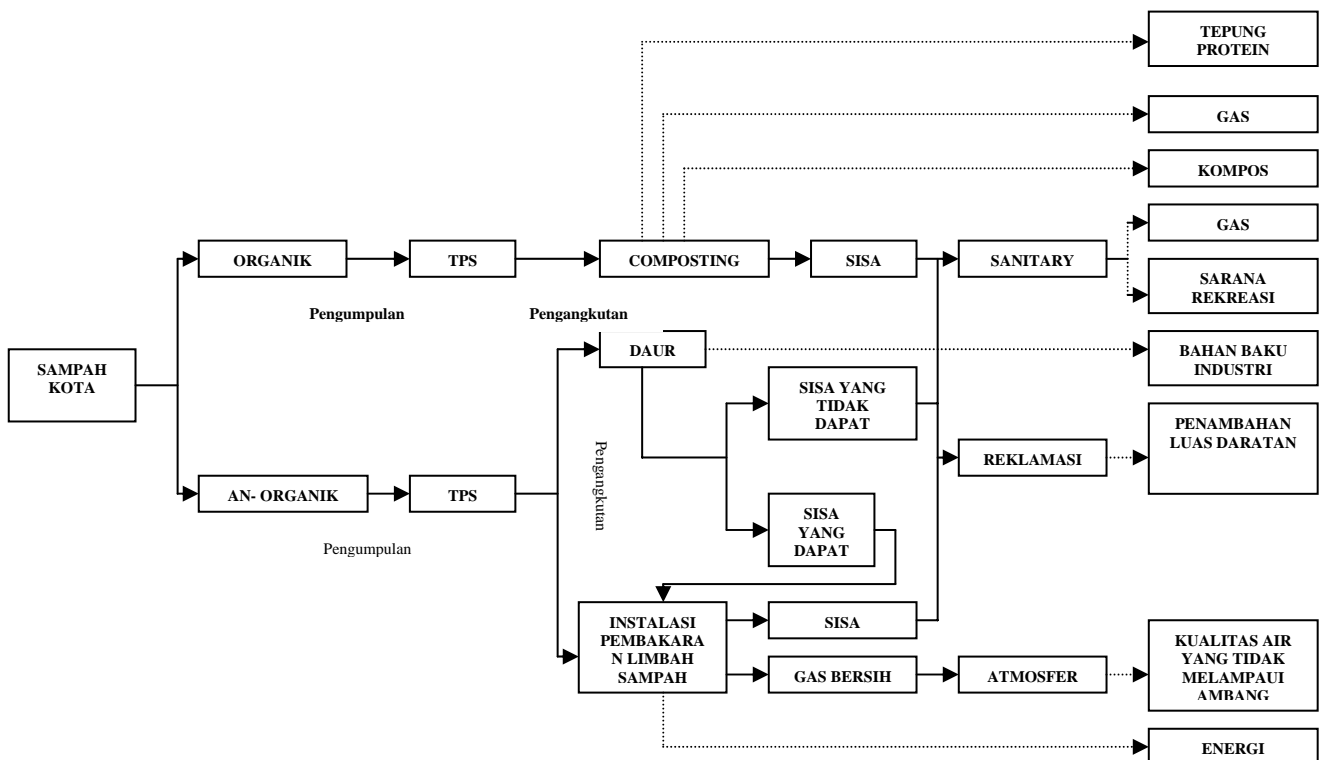 TEPUNG
PROTEIN
GAS
KOMPOS
GAS
ORGANIK
TPS
COMPOSTING
SISA
SANITARY
SARANA
REKREASI
Pengumpulan
Pengangkutan
SAMPAH
KOTA
DAUR
BAHAN BAKU
INDUSTRI
SISA YANG
TIDAK
DAPAT
PENAMBAHAN
LUAS DARATAN
Pengangkutan
REKLAMASI
AN- ORGANIK
TPS
SISA
YANG
DAPAT
Pengumpulan
INSTALASI
PEMBAKARA
N LIMBAH
SAMPAH
SISA
GAS BERSIH
ATMOSFER
KUALITAS AIR
YANG TIDAK
MELAMPAUI
AMBANG
ENERGI